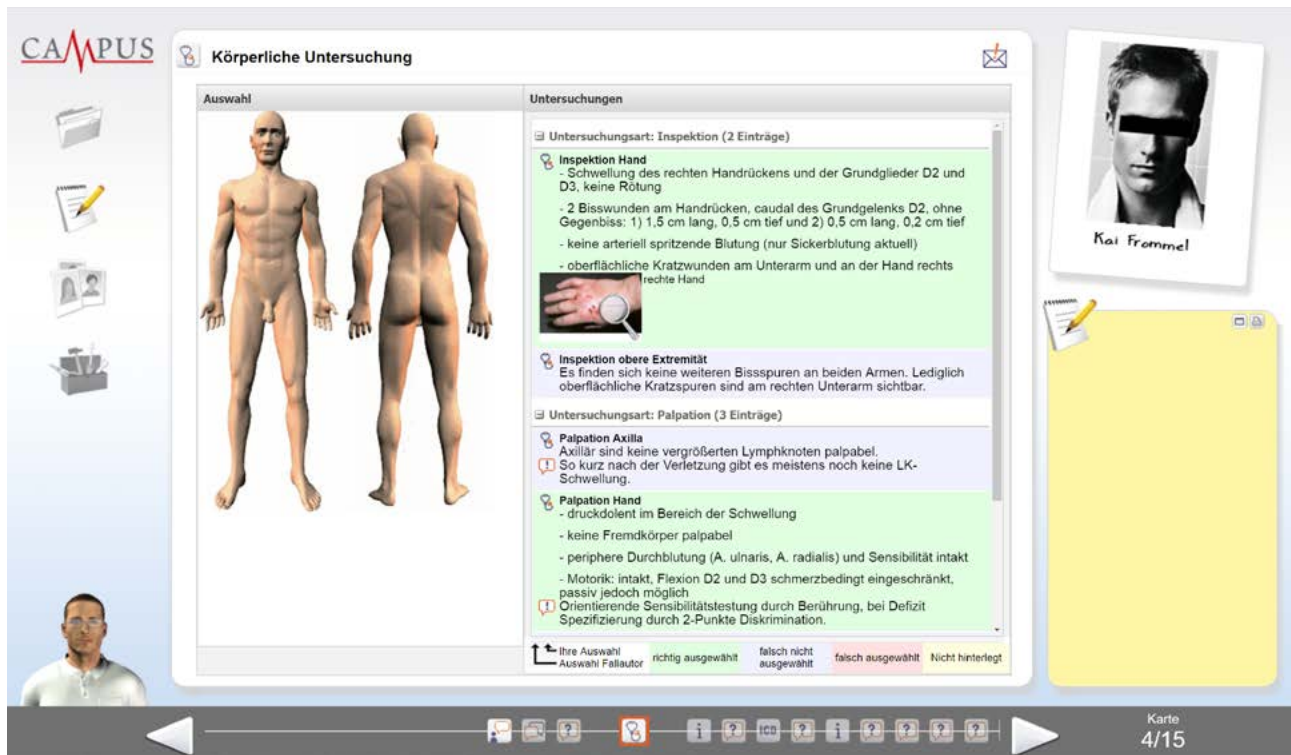 CAMPUS
Körperliche Untersuchung
Auswahl
Untersuchungen
Untersuchungsart: Inspektion (2 Einträge)
Inspektion Hand
- Schwellung des rechten Handrückens und der Grundglieder D2 und
D3, keine Rötung
- 2 Bisswunden am Handrücken, caudal des Grundgelenks D2, ohne
Gegenbiss: 1) 1,5 cm lang, 0,5 cm tief und 2) 0,5 cm lang, 0,2 cm tief
- keine arteriell spritzende Blutung (nur Sickerblutung aktuell)
- oberflächliche Kratzwunden am Unterarm und an der Hand rechts
rechte Hand
Inspektion obere Extremität
Es finden sich keine weiteren Bissspuren an beiden Armen. Lediglich
oberflächliche Kratzspuren sind am rechten Unterarm sichtbar.
Untersuchungsart: Palpation (3 Einträge)
Palpation Axilla
Axillär sind keine vergrößerten Lymphknoten palpabel.
So kurz nach der Verletzung gibt es meistens noch keine LK-
Schwellung.
Palpation Hand
- druckdolent im Bereich der Schwellung
- keine Fremdkörper palpabel
- periphere Durchblutung (A. ulnaris, A. radialis) und Sensibilität intakt
- Motorik: intakt, Flexion D2 und D3 schmerzbedingt eingeschränkt,
passiv jedoch möglich
Orientierende Sensibilitätstestung durch Berührung, bei Defizit
Spezifizierung durch 2-Punkte Diskrimination.
Ihre Auswahl
Auswahl Fallautor
richtig ausgewählt
falsch nicht
ausgewählt
falsch ausgewählt
Nicht hinterlegt
Kai Frommel
ICD
Karte
4/15